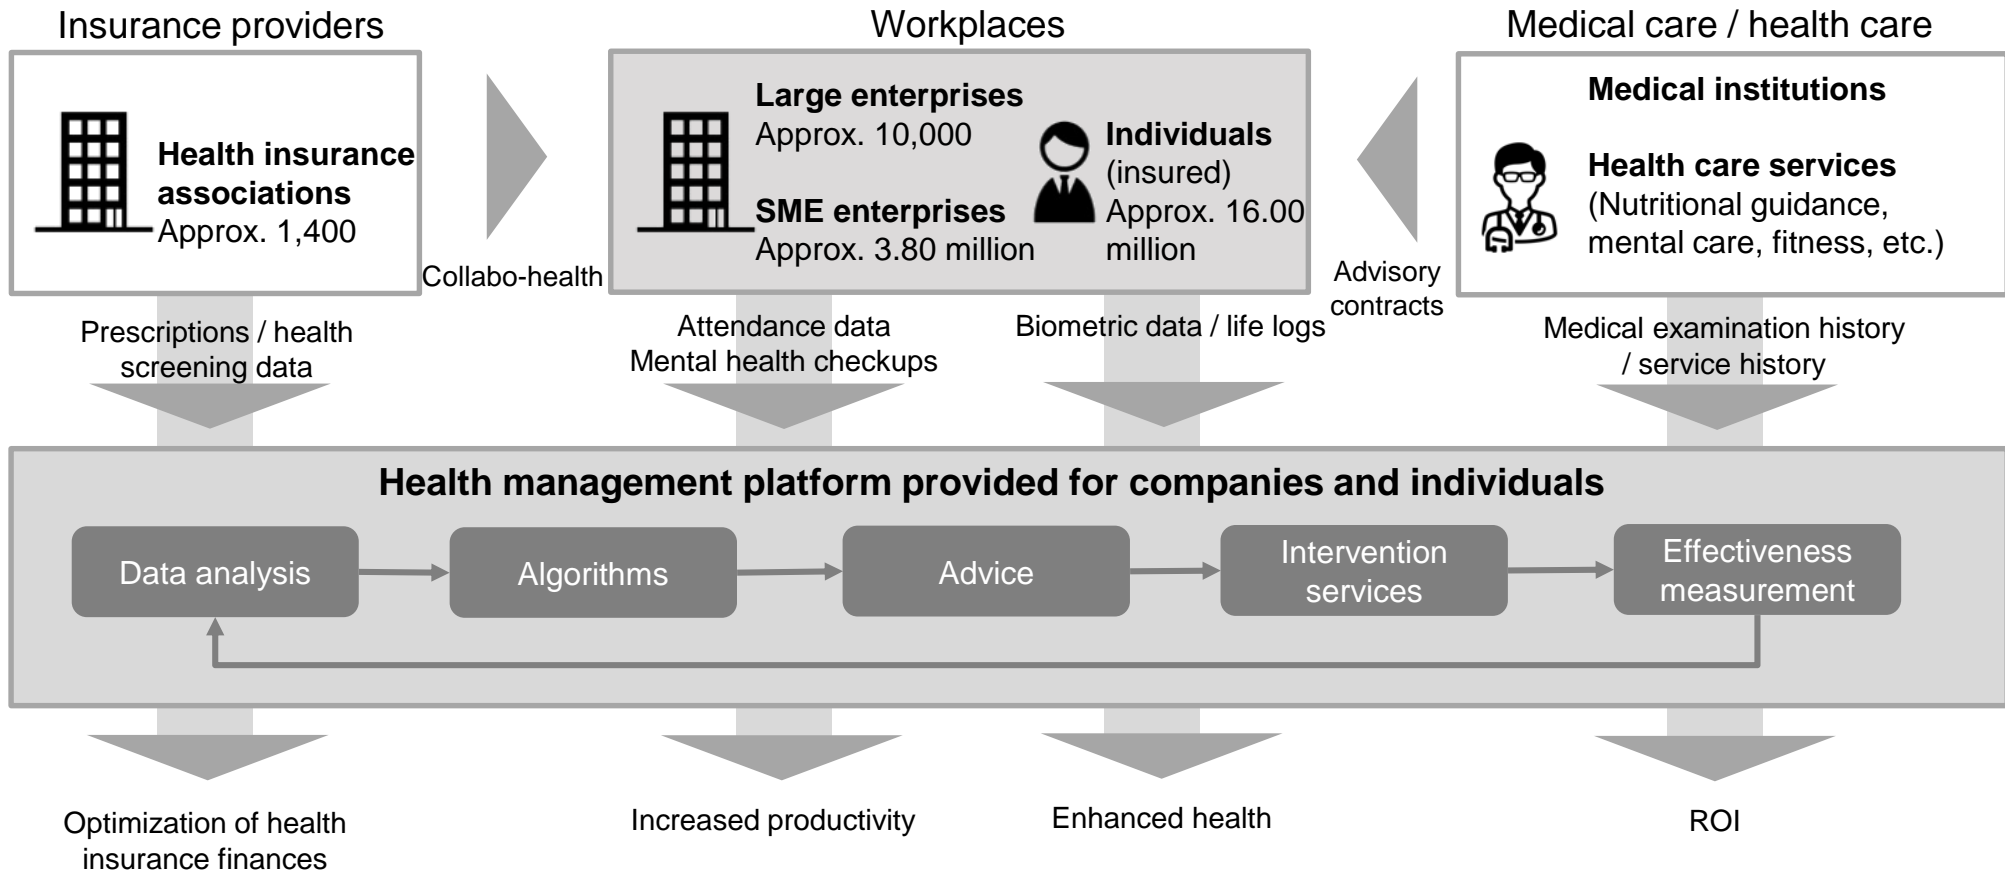 Insurance providers
Workplaces
Medical care / health care
Health insurance
associations
Approx. 1,400
Collabo-health
Large enterprises
Approx. 10,000
SME enterprises
Approx. 3.80 million
Individuals
(insured)
Approx. 16.00
million
Advisory
contracts
Medical institutions
Health care services
(Nutritional guidance,
mental care, fitness, etc.)
Prescriptions / health
screening data
Attendance data
Mental health checkups
Biometric data / life logs
Medical examination history
/ service history
Health management platform provided for companies and individuals
Data analysis
Algorithms
Advice
Intervention
services
Effectiveness
measurement
Optimization of health
insurance finances
Increased productivity
Enhanced health
ROI